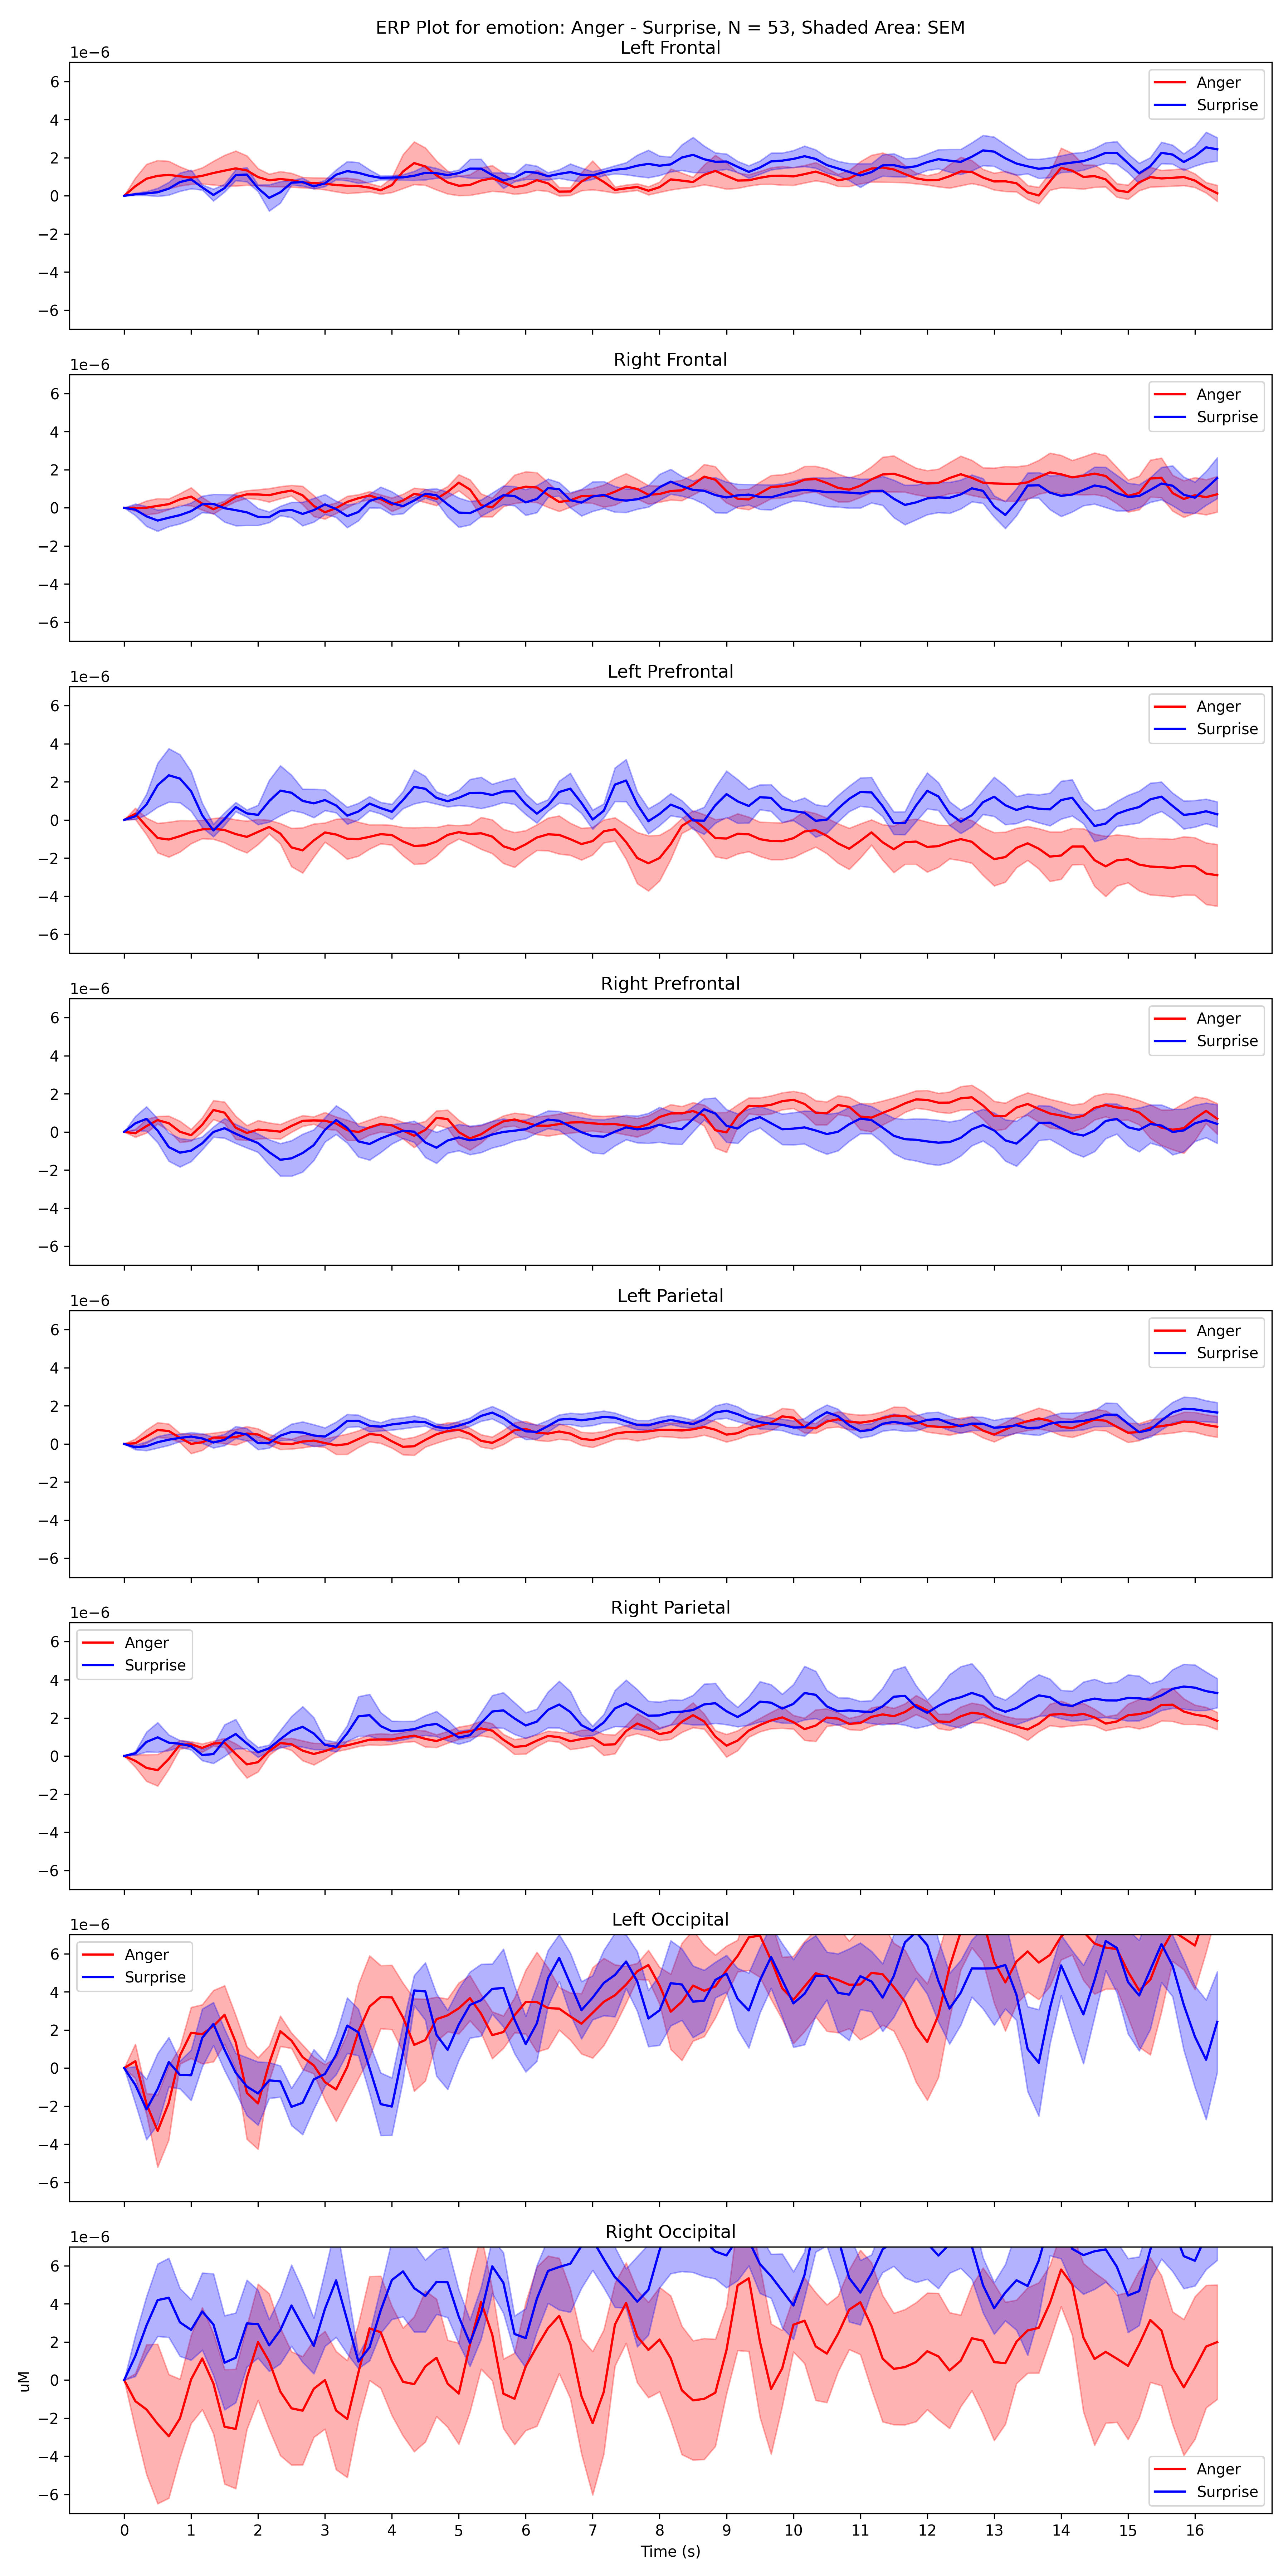 ERP Plot for emotion: Anger - Surprise, N = 53, Shaded Area: SEM
Left Frontal
1e−6
6
4
2
0
−2
−4
−6
Anger
Surprise
Right Frontal
1e−6
6
4
2
0
−2
−4
−6
Anger
Surprise
Left Prefrontal
1e−6
6
4
2
0
−2
−4
−6
Anger
Surprise
Right Prefrontal
1e−6
6
4
2
0
−2
−4
−6
Anger
Surprise
Left Parietal
1e−6
6
4
2
0
−2
−4
−6
Anger
Surprise
Right Parietal
1e−6
6
4
2
0
−2
−4
−6
Anger
Surprise
Left Occipital
1e−6
6
4
2
0
−2
−4
−6
Anger
Surprise
Right Occipital
1e−6
6
4
2
0
−2
−4
−6
uM
Anger
Surprise
0 1 2 3 4 5 6 7 8 9 10 11 12 13 14 15 16
Time (s)